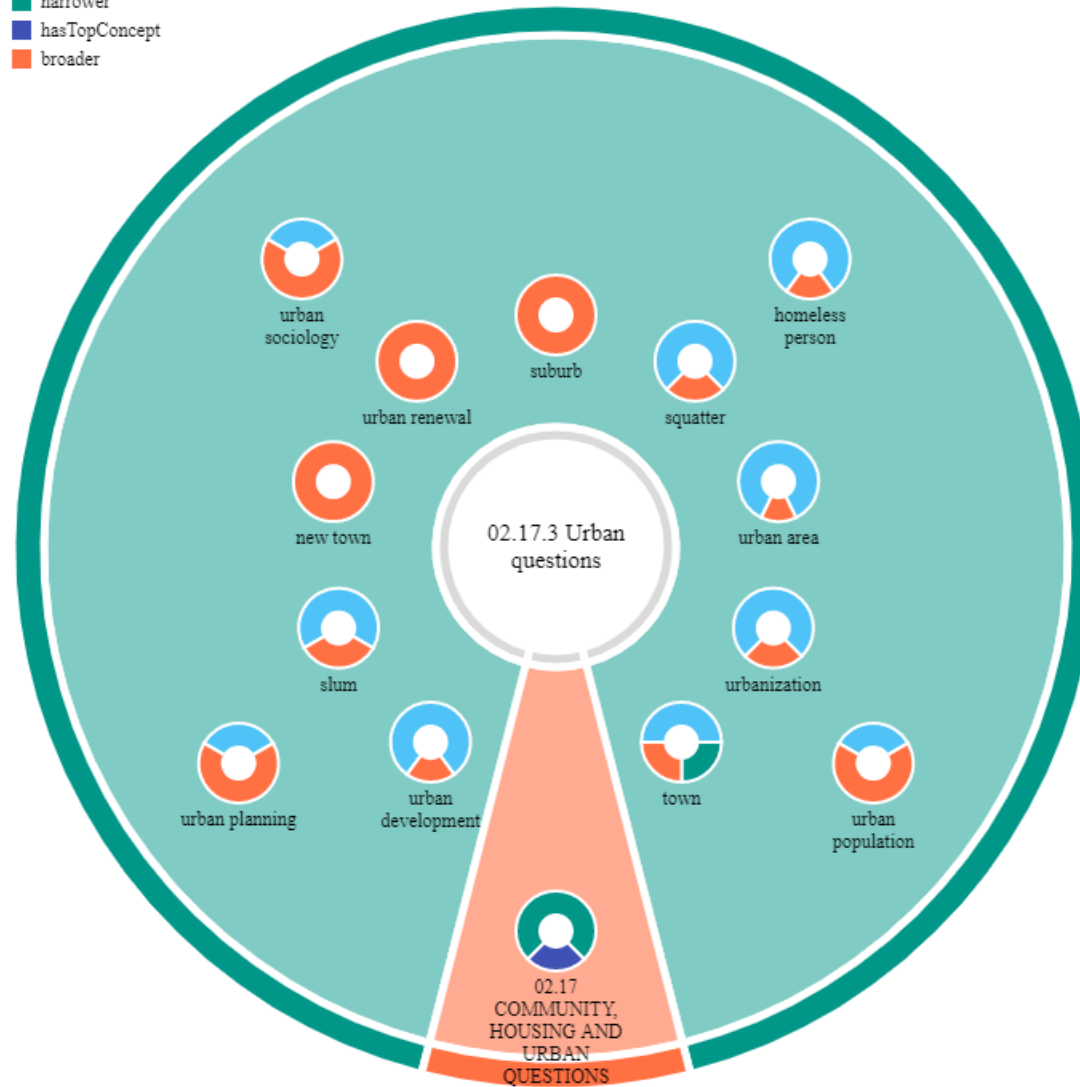 narrower
hasTopConcept
broader
urban
sociology
homeless
person
suburb
urban renewal
squatter
new town
urban area
02.17.3 Urban
questions
slum
urbanization
urban planning
urban
development
town
urban
population
02.17
COMMUNITY,
HOUSING AND
URBAN
QUESTIONS